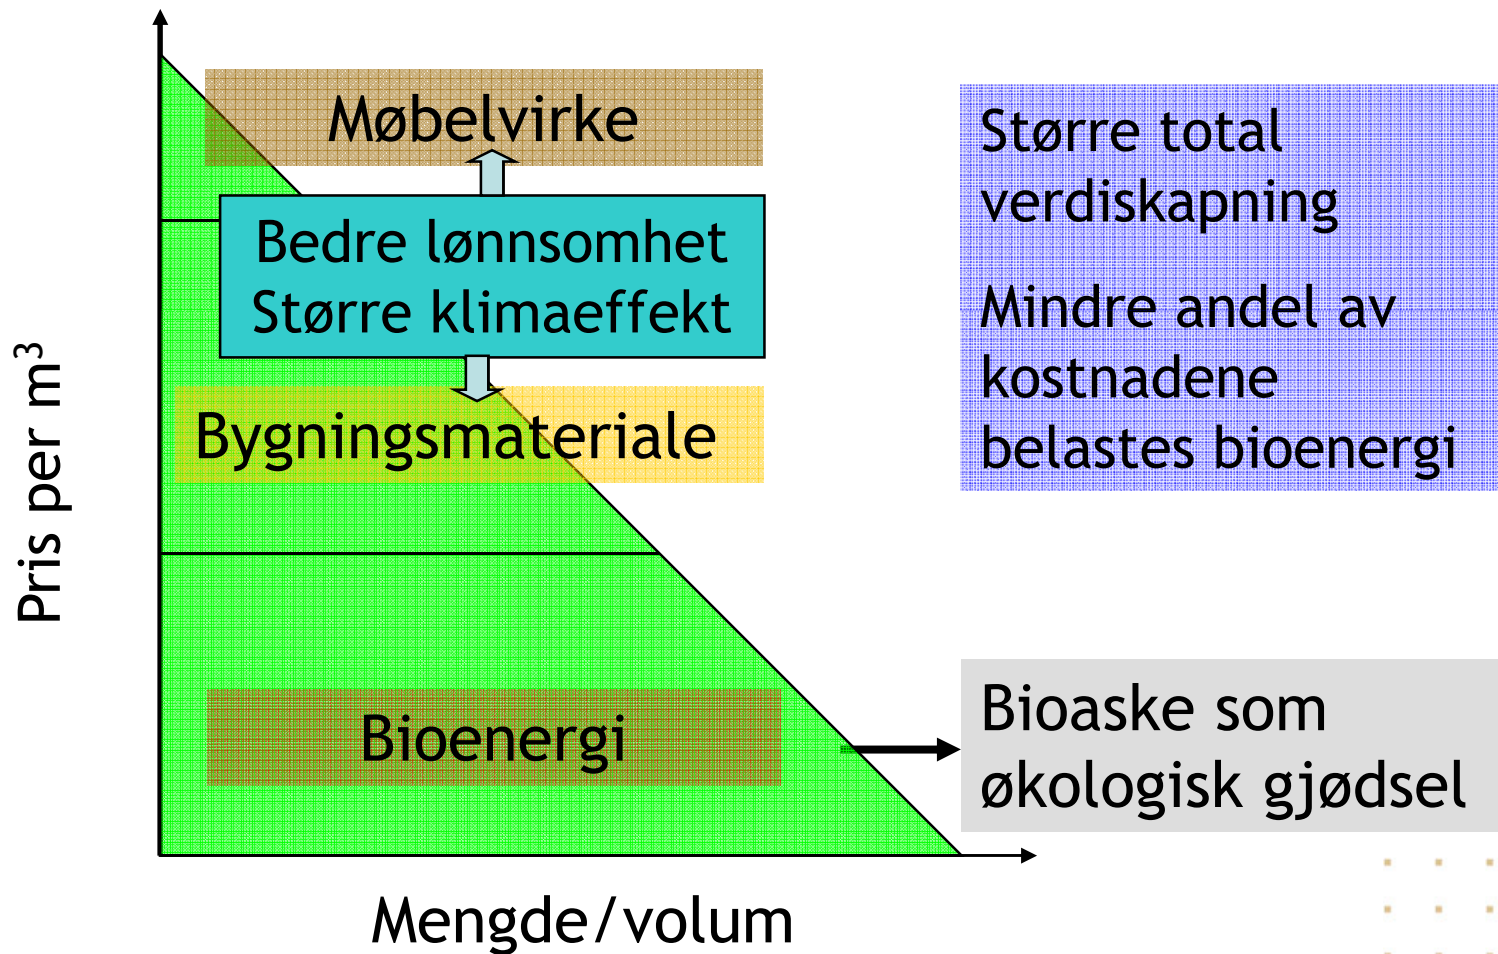 Møbelvirke
Bedre lønnsomhet
Større klimaeffekt
Bygningsmateriale
Bioenergi
Pris per m³
Mengde/volum
Større total
verdiskapning
Mindre andel av
kostnadene
belastes bioenergi
Bioaske som
økologisk gjødsel